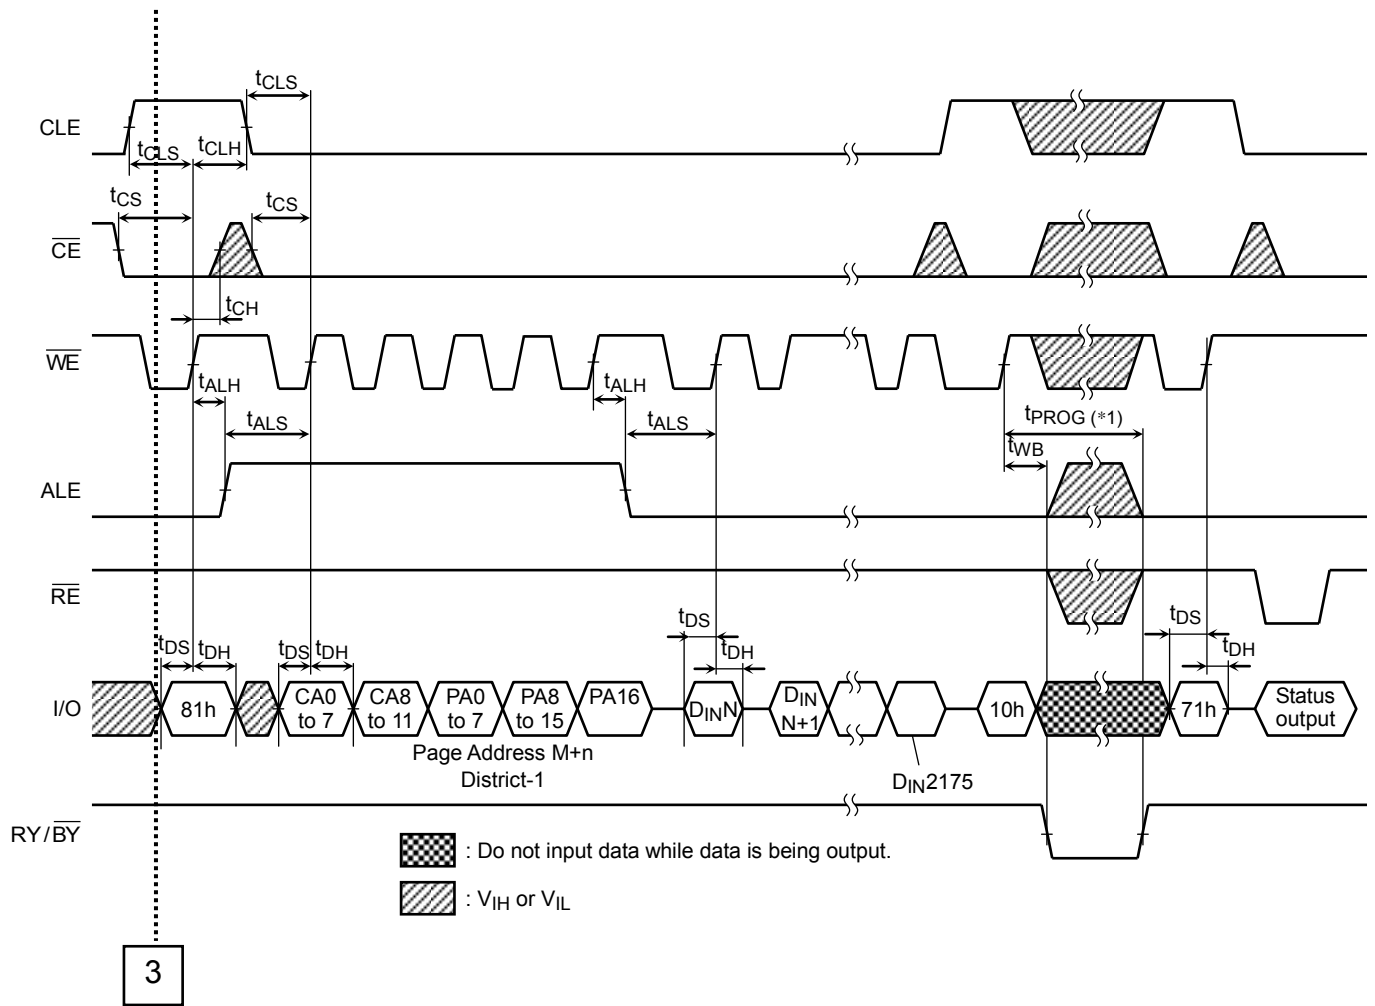 tCLS
CLE
tCLS
tCLH
tCS
tCS
CE
tCH
WE
tALH
tALH
tALS
tALS
tPROG (*1)
tWB
ALE
RE
tDS
tDH
tDS
tDH
tDS
tDH
tDS
tDH
I/O
81h
CA0 to 7
CA8 to 11
PA0 to 7
PA8 to 15
PA16
DINN
DIN N+1
10h
71h
Status output
Page Address M+n
District-1
DIN2175
RY/BY
: Do not input data while data is being output.
: VIH or VIL
3